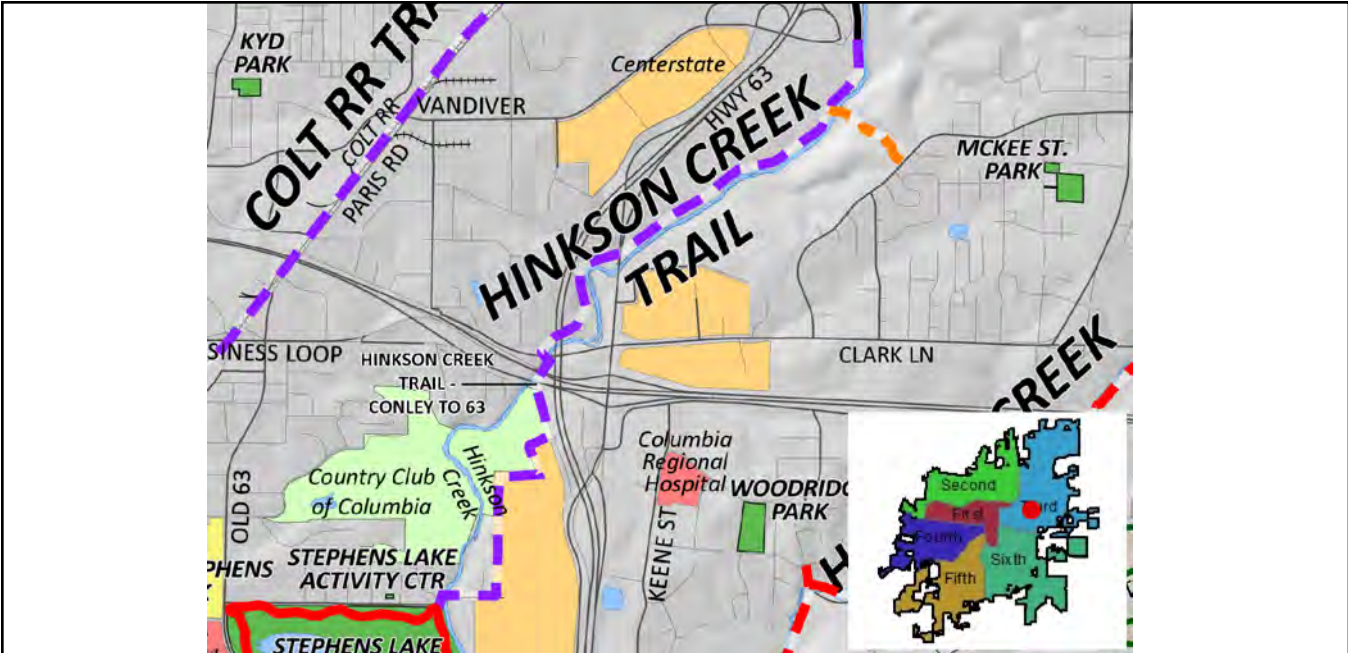 KYD
PARK
COLT RR TRA
COLT RR
PARIS RD
VANDIVER
Centerstate
HWY 63
HINKSON CREEK
TRAIL
MCKEE ST.
PARK
SINESS LOOP
HINKSON CREEK
TRAIL -
CONLEY TO 63
CLARK LN
CREEK
OLD 63
Country Club
of Columbia
Hinkson
Creek
Columbia
Regional
Hospital
KEENE ST
WOODRIDG
PARK
H
PHENS
STEPHENS LAKE
ACTIVITY CTR
STEPHENS LAKE
Second
First
ird
Fourth
Sixth
Fifth